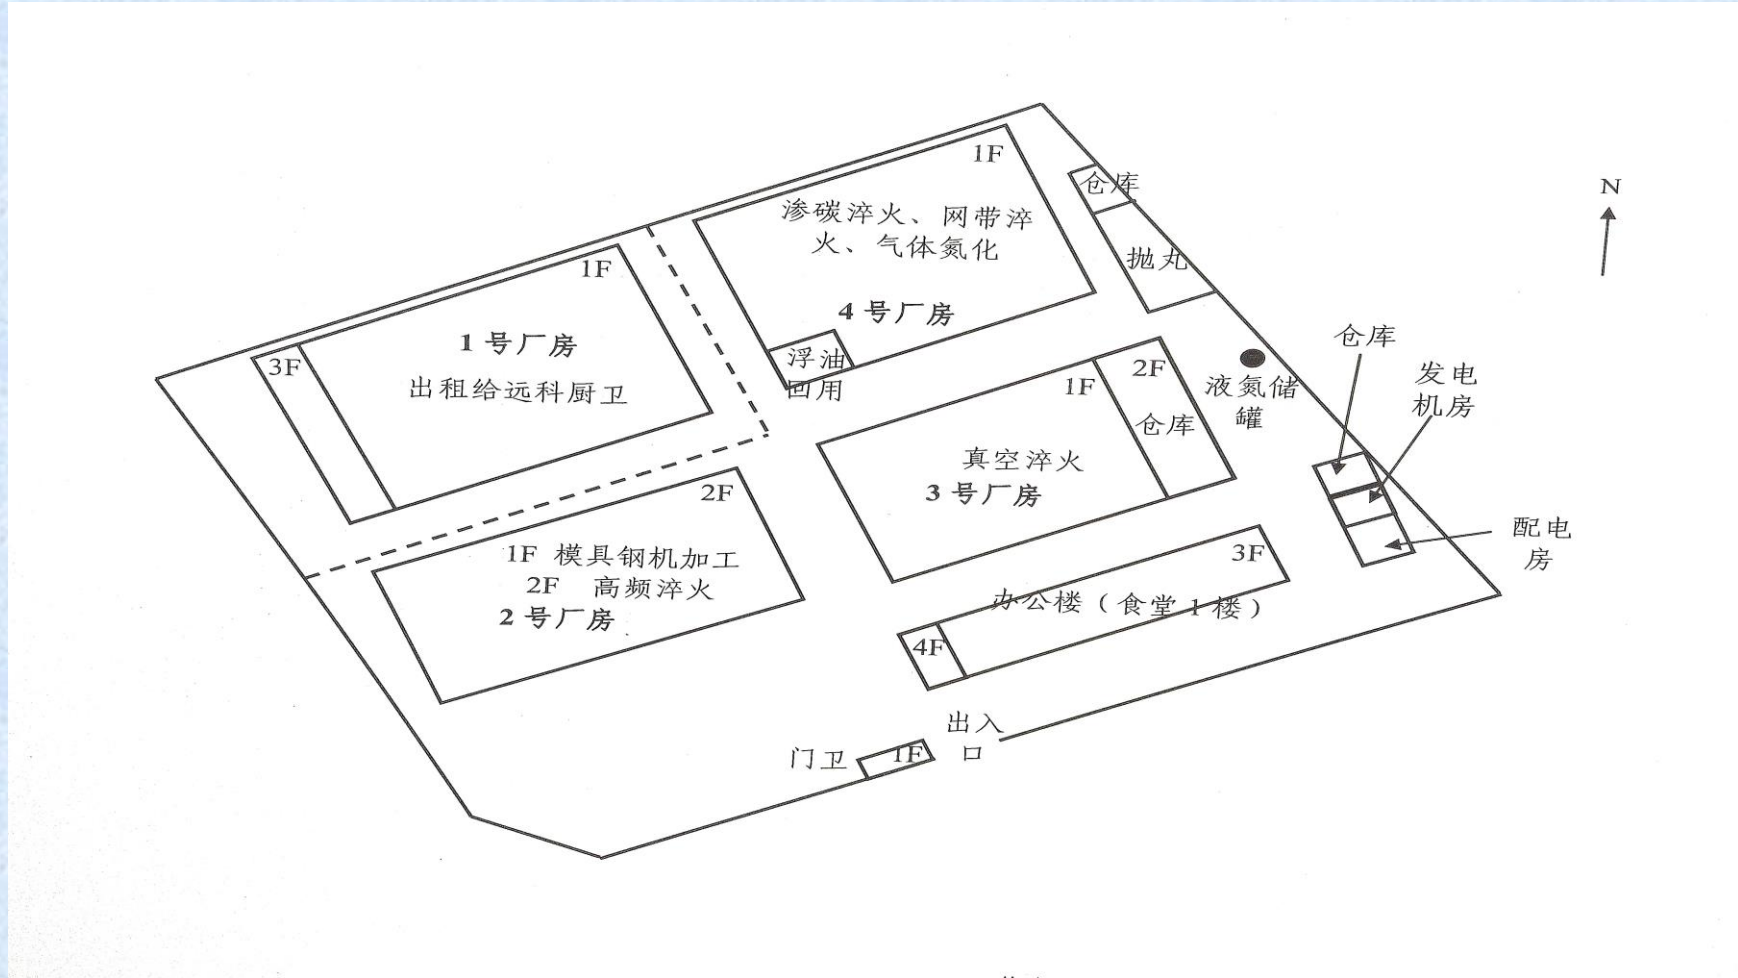 N
1F
仓库
渗碳淬火、网带淬
火、气体氮化
抛丸
4 号厂房
浮油
回用
1F
1 号厂房
3F
出租给远科厨卫
仓库
发电
机房
2F
1F
液氮储
罐
仓库
真空淬火
3 号厂房
2F
1F 模具钢机加工
2F 高频淬火
2 号厂房
配电
房
3F
办公楼（食堂 1 楼）
4F
出入
口
门卫
1F